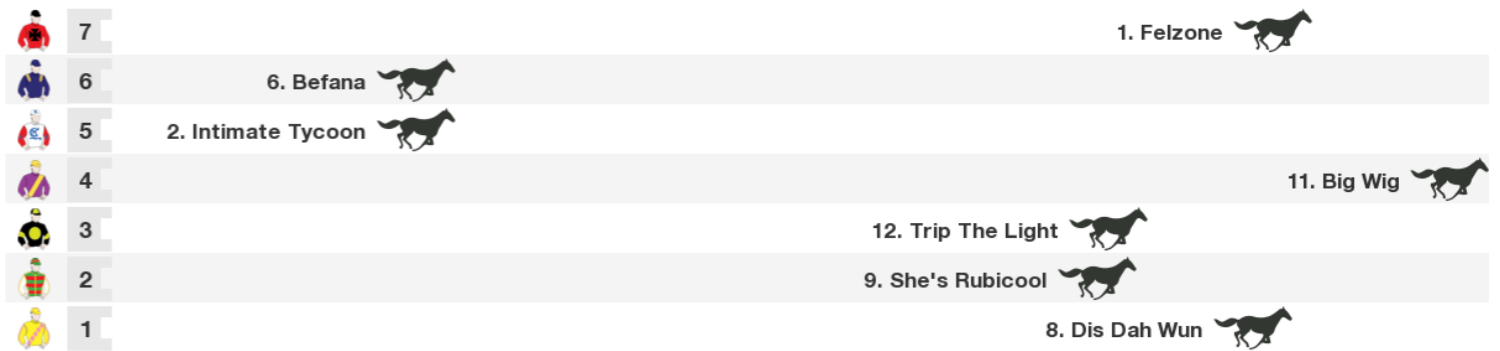 7 1. Felzone
6 6. Befana
5 2. Intimate Tycoon
4 11. Big Wig
3 12. Trip The Light
2 9. She's Rubicool
1 8. Dis Dah Wun